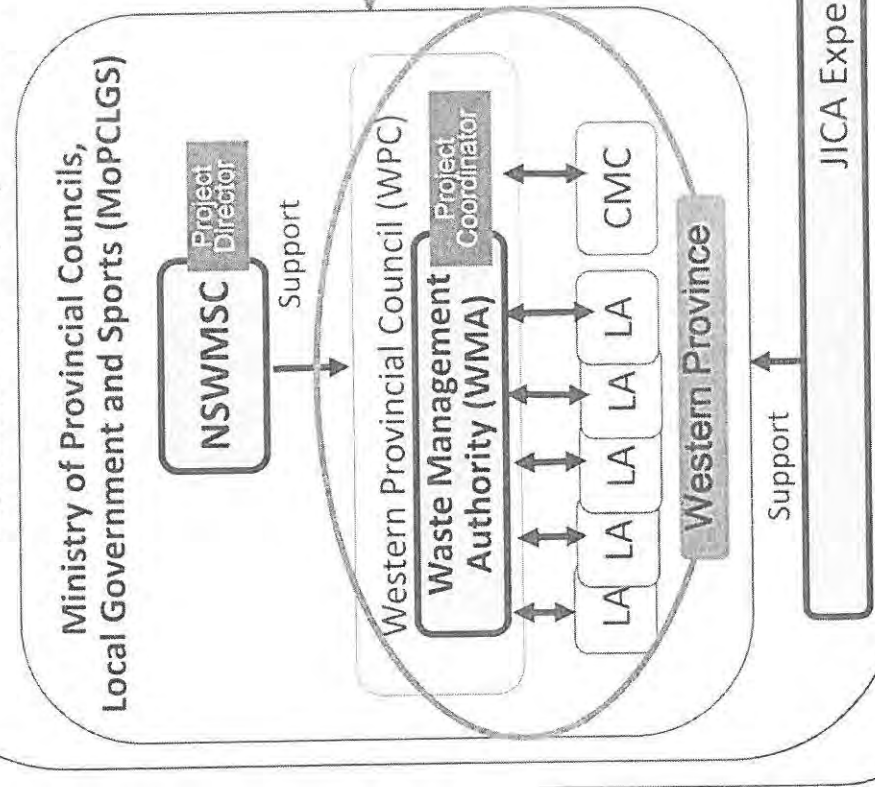 Ministry of Provincial Councils,
Local Government and Sports (MoPCLGS)
NSWMSC
Project
Director
Support
Western Provincial Council (WPC)
Waste Management
Authority (WMA)
Project
Coordinator
LA
LA
LA
LA
LA
CMC
Western Province
Support
JICA Expe